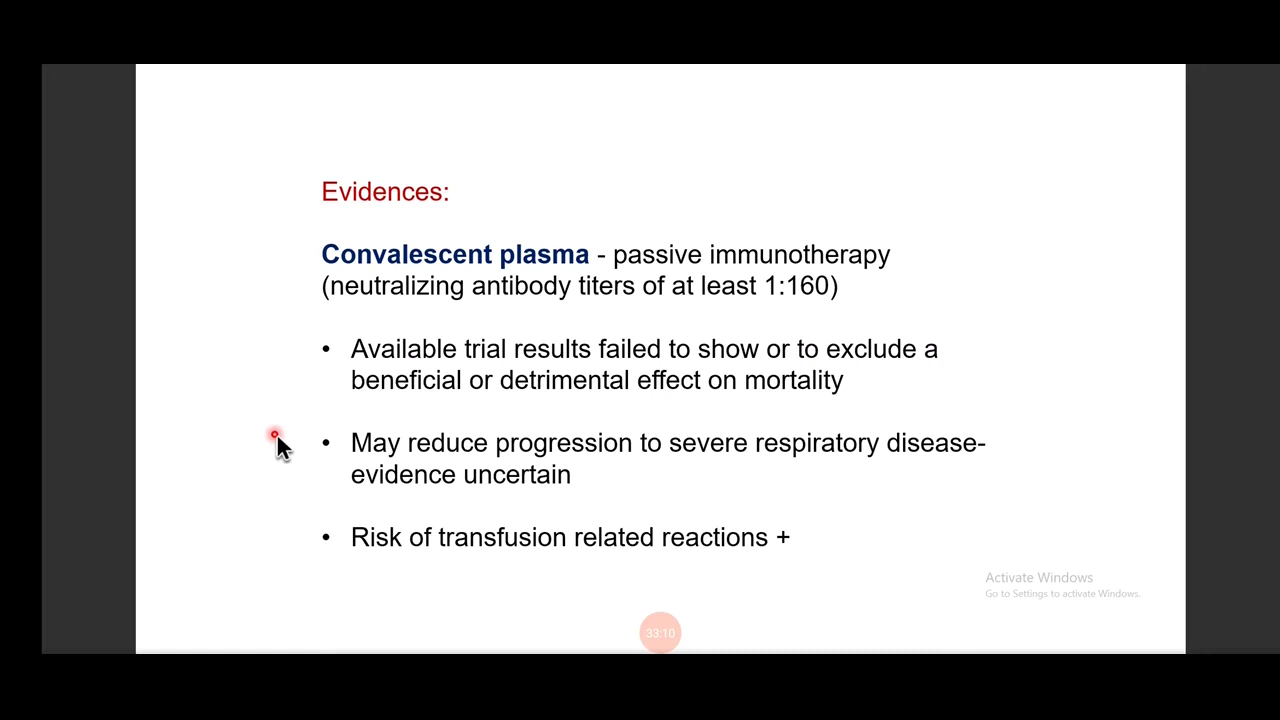 Evidences:
Convalescent plasma - passive immunotherapy
(neutralizing antibody titers of at least 1:160)
• Available trial results failed to show or to exclude a
beneficial or detrimental effect on mortality
• May reduce progression to severe respiratory disease-
evidence uncertain
• Risk of transfusion related reactions +
Activate Windows
Go to Settings to activate Windows.
33:10